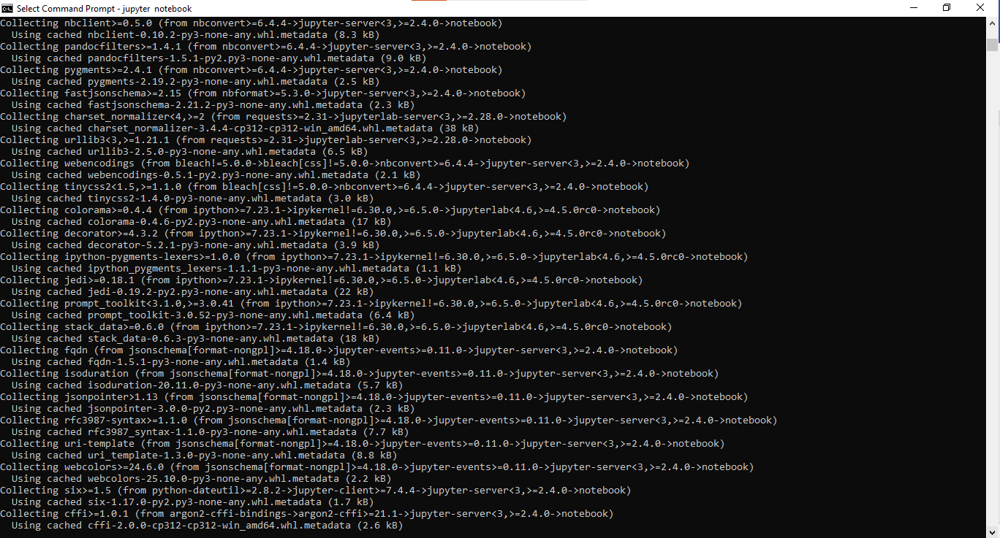 Select Command Prompt - jupyter  notebook
Collecting nbclient>=0.5.0 (from nbconvert>=6.4.4->jupyter-server<3,>=2.4.0->notebook)
  Using cached nbclient-0.10.2-py3-none-any.whl.metadata (8.3 kB)
Collecting pandocfilters>=1.4.1 (from nbconvert>=6.4.4->jupyter-server<3,>=2.4.0->notebook)
  Using cached pandocfilters-1.5.1-py2.py3-none-any.whl.metadata (9.0 kB)
Collecting pygments>=2.4.1 (from nbconvert>=6.4.4->jupyter-server<3,>=2.4.0->notebook)
  Using cached pygments-2.19.2-py3-none-any.whl.metadata (2.5 kB)
Collecting fastjsonschema>=2.15 (from nbformat>=5.3.0->jupyter-server<3,>=2.4.0->notebook)
  Using cached fastjsonschema-2.21.2-py3-none-any.whl.metadata (2.3 kB)
Collecting charset_normalizer<4,>=2 (from requests>=2.31->jupyterlab-server<3,>=2.28.0->notebook)
  Using cached charset_normalizer-3.4.4-cp312-cp312-win_amd64.whl.metadata (38 kB)
Collecting urllib3<3,>=1.21.1 (from requests>=2.31->jupyterlab-server<3,>=2.28.0->notebook)
  Using cached urllib3-2.5.0-py3-none-any.whl.metadata (6.5 kB)
Collecting webencodings (from bleach!=5.0.0->bleach[css]!=5.0.0->nbconvert>=6.4.4->jupyter-server<3,>=2.4.0->notebook)
  Using cached webencodings-0.5.1-py2.py3-none-any.whl.metadata (2.1 kB)
Collecting tinycss2<1.5,>=1.1.0 (from bleach[css]!=5.0.0->nbconvert>=6.4.4->jupyter-server<3,>=2.4.0->notebook)
  Using cached tinycss2-1.4.0-py3-none-any.whl.metadata (3.0 kB)
Collecting colorama>=0.4.4 (from ipython>=7.23.1->ipykernel!=6.30.0,>=6.5.0->jupyterlab<4.6,>=4.5.0rc0->notebook)
  Using cached colorama-0.4.6-py2.py3-none-any.whl.metadata (17 kB)
Collecting decorator>=4.3.2 (from ipython>=7.23.1->ipykernel!=6.30.0,>=6.5.0->jupyterlab<4.6,>=4.5.0rc0->notebook)
  Using cached decorator-5.2.1-py3-none-any.whl.metadata (3.9 kB)
Collecting ipython-pygments-lexers>=1.0.0 (from ipython>=7.23.1->ipykernel!=6.30.0,>=6.5.0->jupyterlab<4.6,>=4.5.0rc0->notebook)
  Using cached ipython_pygments_lexers-1.1.1-py3-none-any.whl.metadata (1.1 kB)
Collecting jedi>=0.18.1 (from ipython>=7.23.1->ipykernel!=6.30.0,>=6.5.0->jupyterlab<4.6,>=4.5.0rc0->notebook)
  Using cached jedi-0.19.2-py2.py3-none-any.whl.metadata (22 kB)
Collecting prompt_toolkit<3.1.0,>=3.0.41 (from ipython>=7.23.1->ipykernel!=6.30.0,>=6.5.0->jupyterlab<4.6,>=4.5.0rc0->notebook)
  Using cached prompt_toolkit-3.0.52-py3-none-any.whl.metadata (6.4 kB)
Collecting stack_data>=0.6.0 (from ipython>=7.23.1->ipykernel!=6.30.0,>=6.5.0->jupyterlab<4.6,>=4.5.0rc0->notebook)
  Using cached stack_data-0.6.3-py3-none-any.whl.metadata (18 kB)
Collecting fqdn (from jsonschema[format-nongpl]>=4.18.0->jupyter-events>=0.11.0->jupyter-server<3,>=2.4.0->notebook)
  Using cached fqdn-1.5.1-py3-none-any.whl.metadata (1.4 kB)
Collecting isoduration (from jsonschema[format-nongpl]>=4.18.0->jupyter-events>=0.11.0->jupyter-server<3,>=2.4.0->notebook)
  Using cached isoduration-20.11.0-py3-none-any.whl.metadata (5.7 kB)
Collecting jsonpointer>1.13 (from jsonschema[format-nongpl]>=4.18.0->jupyter-events>=0.11.0->jupyter-server<3,>=2.4.0->notebook)
  Using cached jsonpointer-3.0.0-py2.py3-none-any.whl.metadata (2.3 kB)
Collecting rfc3987-syntax>=1.1.0 (from jsonschema[format-nongpl]>=4.18.0->jupyter-events>=0.11.0->jupyter-server<3,>=2.4.0->notebook)
  Using cached rfc3987_syntax-1.1.0-py3-none-any.whl.metadata (7.7 kB)
Collecting uri-template (from jsonschema[format-nongpl]>=4.18.0->jupyter-events>=0.11.0->jupyter-server<3,>=2.4.0->notebook)
  Using cached uri_template-1.3.0-py3-none-any.whl.metadata (8.8 kB)
Collecting webcolors>=24.6.0 (from jsonschema[format-nongpl]>=4.18.0->jupyter-events>=0.11.0->jupyter-server<3,>=2.4.0->notebook)
  Using cached webcolors-25.10.0-py3-none-any.whl.metadata (2.2 kB)
Collecting six>=1.5 (from python-dateutil>=2.8.2->jupyter-client>=7.4.4->jupyter-server<3,>=2.4.0->notebook)
  Using cached six-1.17.0-py2.py3-none-any.whl.metadata (1.7 kB)
Collecting cffi>=1.0.1 (from argon2-cffi-bindings->argon2-cffi>=21.1->jupyter-server<3,>=2.4.0->notebook)
  Using cached cffi-2.0.0-cp312-cp312-win_amd64.whl.metadata (2.6 kB)